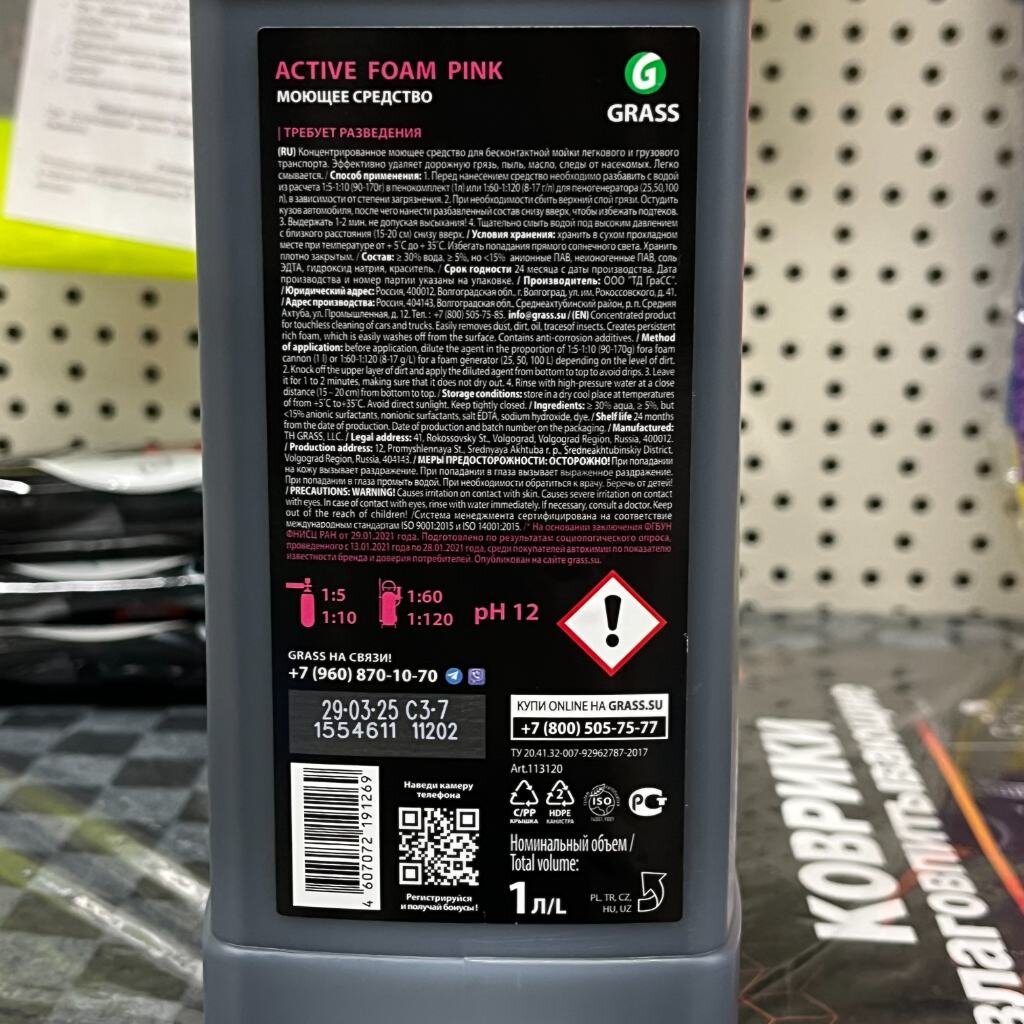 ACTIVE FOAM PINK
МОЮЩЕЕ СРЕДСТВО
GRASS
| ТРЕБУЕТ РАЗВЕДЕНИЯ
(RU) Концентрированное моющее средство для бесконтактной мойки легкового и грузового
транспорта. Эффективно удаляет дорожную грязь, пыль, масло, следы от насекомых. Легко
смывается. / Способ применения: 1. Перед нанесением средство необходимо разбавить с водой
из расчета 1:5-1:10 (90-170г) в пенокомплект (1л) или 1:60-1:120 (8-17 г/л) для пеногенератора (25,50,100
л), в зависимости от степени загрязнения. 2. При необходимости сбить верхний слой грязи. Остудить
кузов автомобиля, после чего нанести разбавленный состав снизу вверх, чтобы избежать подтеков.
3. Выдержать 1-2 мин. не допуская высыхания! 4. Тщательно смыть водой под высоким давлением
с близкого расстояния (15-20 см) снизу вверх. / Условия хранения: хранить в сухом прохладном
месте при температуре от + 5˚C до + 35˚C. Избегать попадания прямого солнечного света. Хранить
плотно закрытым. / Состав: ≥ 30% вода, ≥ 5%, но <15% анионные ПАВ, неионогенные ПАВ, соль
ЭДТА, гидроксид натрия, краситель. / Срок годности 24 месяца с даты производства. Дата
производства и номер партии указаны на упаковке. / Производитель: ООО "ТД ГраСС".
/ Юридический адрес: Россия, 400012, Волгоградская обл., г. Волгоград, ул. им. Рокоссовского, д. 41.
/ Адрес производства: Россия, 404143, Волгоградская обл., Среднеахтубинский район, р. п. Средняя
Ахтуба, ул. Промышленная, д. 12. Тел. : +7 (800) 505-75-85. info@grass.su / (EN) Concentrated product
for touchless cleaning of cars and trucks. Easily removes dust, dirt, oil, tracesof insects. Creates persistent
rich foam, which is easily washes off from the surface. Contains anti-corrosion additives. / Method
of application: before application, dilute the agent in the proportion of 1:5-1:10 (90-170g) fora foam
cannon (1 l) or 1:60-1:120 (8-17 g/L) for a foam generator (25, 50, 100 L) depending on the level of dirt.
2. Knock off the upper layer of dirt and apply the diluted agent from bottom to top to avoid drips. 3. Leave
it for 1 to 2 minutes, making sure that it does not dry out. 4. Rinse with high-pressure water at a close
distance (15 – 20 cm) from bottom to top. / Storage conditions: store in a dry cool place at temperatures
of from +5˚C to+35˚C. Avoid direct sunlight. Keep tightly closed. / Ingredients: ≥ 30% aqua, ≥ 5%, but
<15% anionic surfactants, nonionic surfactants, salt EDTA, sodium hydroxide, dye. / Shelf life 24 months
from the date of production. Date of production and batch number on the packaging. / Manufactured:
TH GRASS, LLC. / Legal address: 41, Rokossovsky St., Volgograd, Volgograd Region, Russia, 400012.
/ Production address: 12, Promyshlennaya St., Srednyaya Akhtuba r. p., Sredneakhtubinskiy District,
Volgograd Region, Russia, 404143. / МЕРЫ ПРЕДОСТОРОЖНОСТИ: ОСТОРОЖНО! При попадании
на кожу вызывает раздражение. При попадании в глаза вызывает выраженное раздражение.
При попадании в глаза промыть водой. При необходимости обратиться к врачу. Беречь от детей!
/ PRECAUTIONS: WARNING! Causes irritation on contact with skin. Causes severe irritation on contact
with eyes. In case of contact with eyes, rinse with water immediately. If necessary, consult a doctor. Keep
out of the reach of children! /Система менеджмента сертифицирована на соответствие
международным стандартам ISO 9001:2015 и ISO 14001:2015. /* На основании заключения ФГБУН
ФНИСЦ РАН от 29.01.2021 года. Подготовлено по результатам социологического опроса,
проведенного с 13.01.2021 года по 28.01.2021 года, среди покупателей автохимии по показателю
известности бренда и доверия потребителей. Опубликован на сайте grass.su.
1:5
1:10
1:60
1:120
pH 12
GRASS НА СВЯЗИ!
+7 (960) 870-10-70
29·03·25 C3-7
1554611 11202
КУПИ ONLINE НА GRASS.SU
+7 (800) 505-75-77
ТУ 20.41.32-007-92962787-2017
Art.113120
4 607072 191269
Наведи камеру
телефона
Регистрируйся
и получай бонусы!
C/PP
КРЫШКА
2
HDPE
КАНИСТРА
ISO
Номинальный объем /
Total volume:
1 л/L
PL, TR, CZ,
HU, UZ
КОВРИКИ
ВЛАГОВПИТЫВАЮЩИЕ